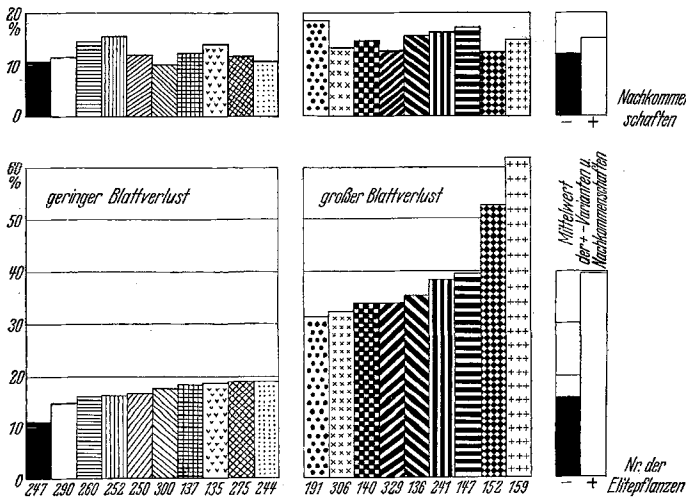 20
%
10
0
Nachkommen
schaften
- +
60
%
50
40
30
20
10
0
geringer Blattverlust
großer Blattverlust
Mittelwert
der + -Varianten u.
Nachkommenschaften
247 290 260 252 250 300 137 135 275 244
191 306 140 329 136 241 147 152 159
- +
Nr. der
Elitepflanzen